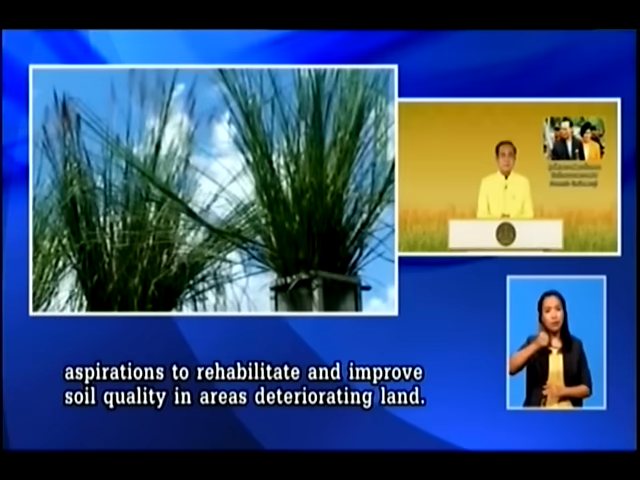 aspirations to rehabilitate and improve
soil quality in areas deteriorating land.